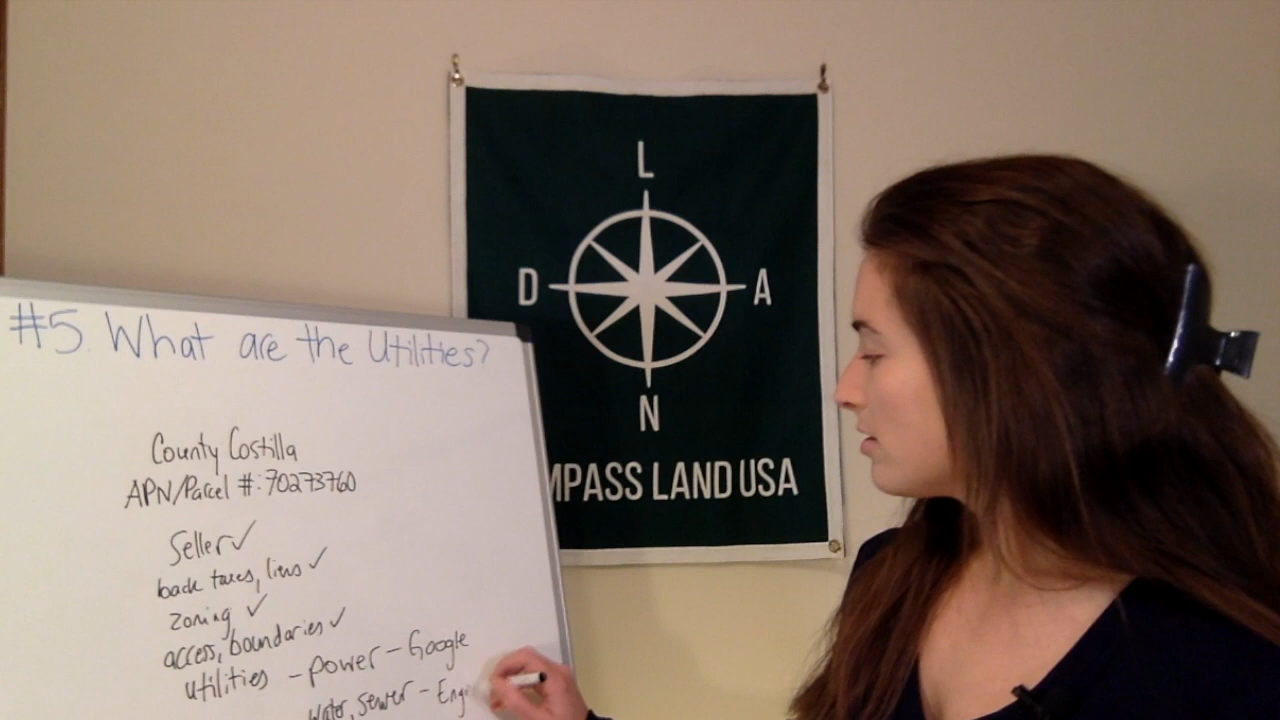 #5. What are the Utilities?
County Costilla
APN/Parcel #: 70273760
Seller ✓
back taxes, liens ✓
zoning ✓
access, boundaries ✓
utilities - power - Google
water, sewer - Engi
L
D A
N
MPASS LAND USA